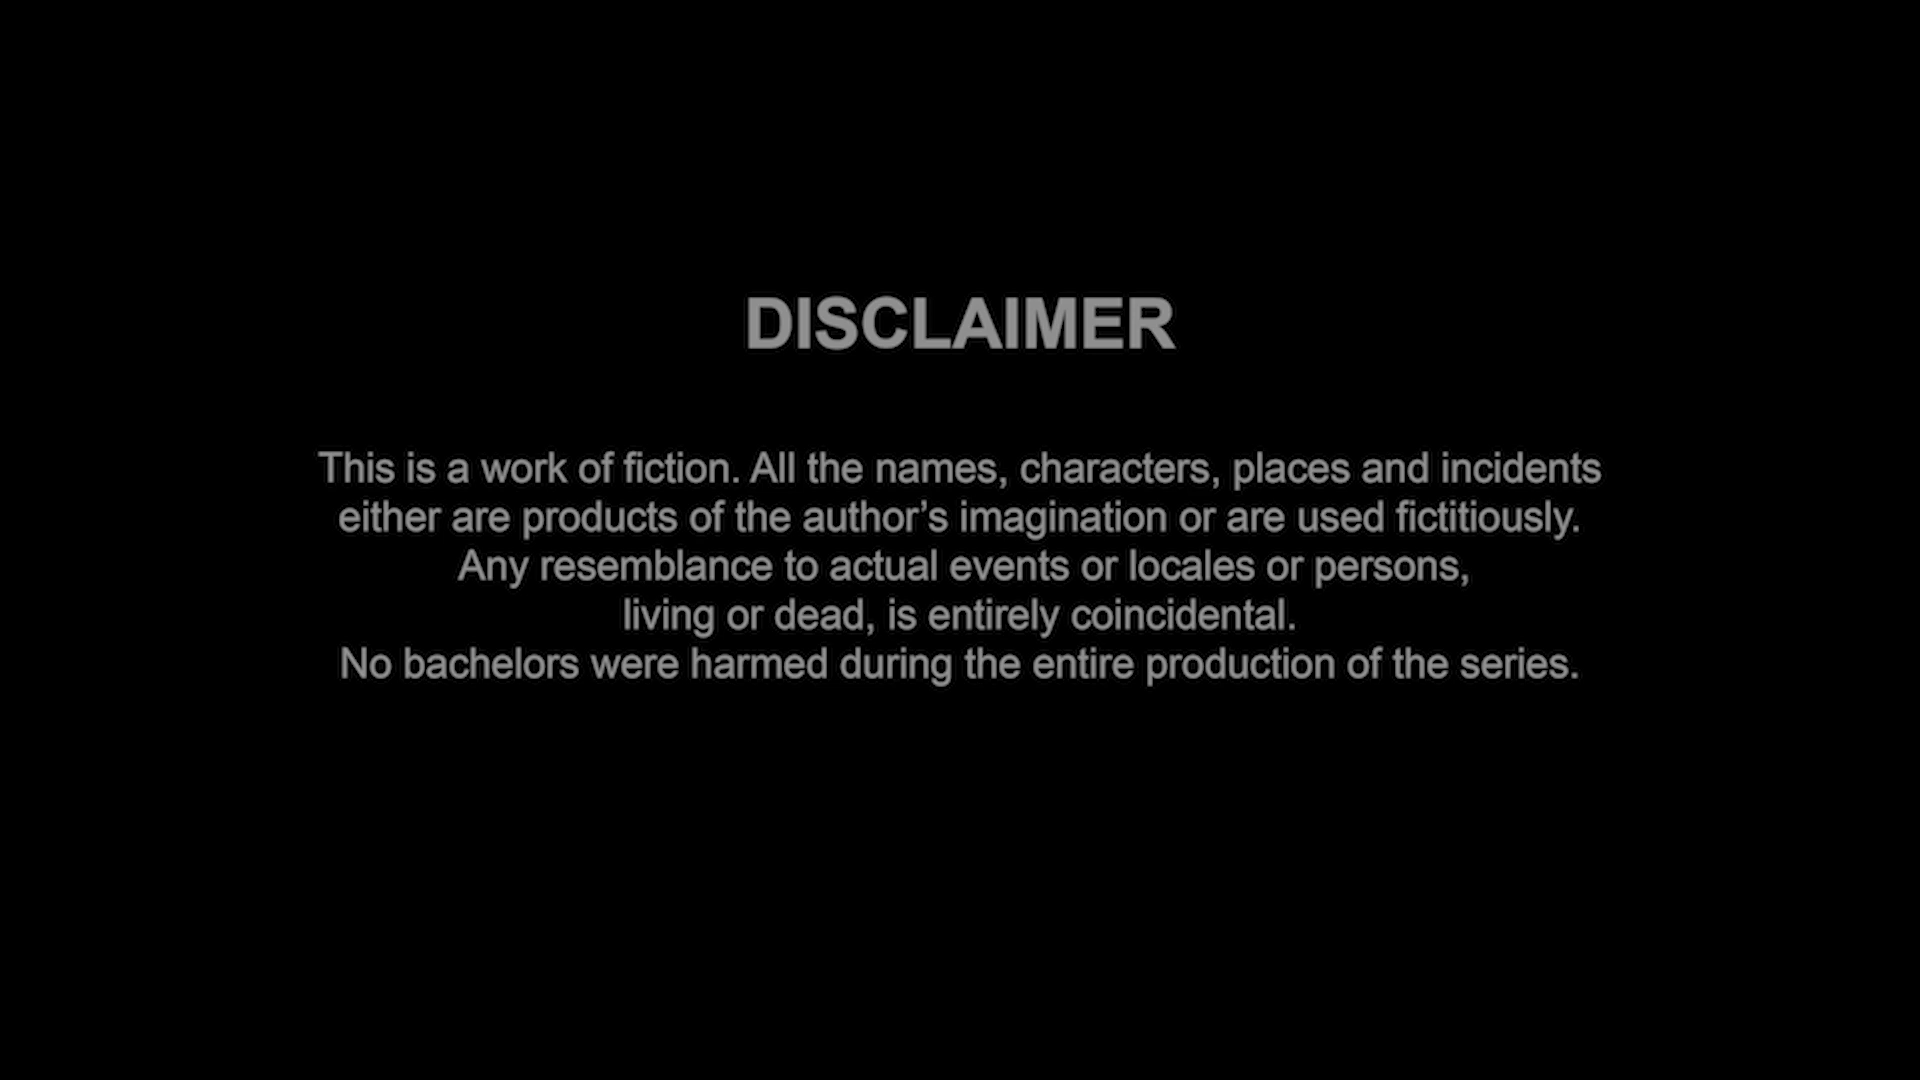 DISCLAIMER
This is a work of fiction. All the names, characters, places and incidents
either are products of the author’s imagination or are used fictitiously.
Any resemblance to actual events or locales or persons,
living or dead, is entirely coincidental.
No bachelors were harmed during the entire production of the series.